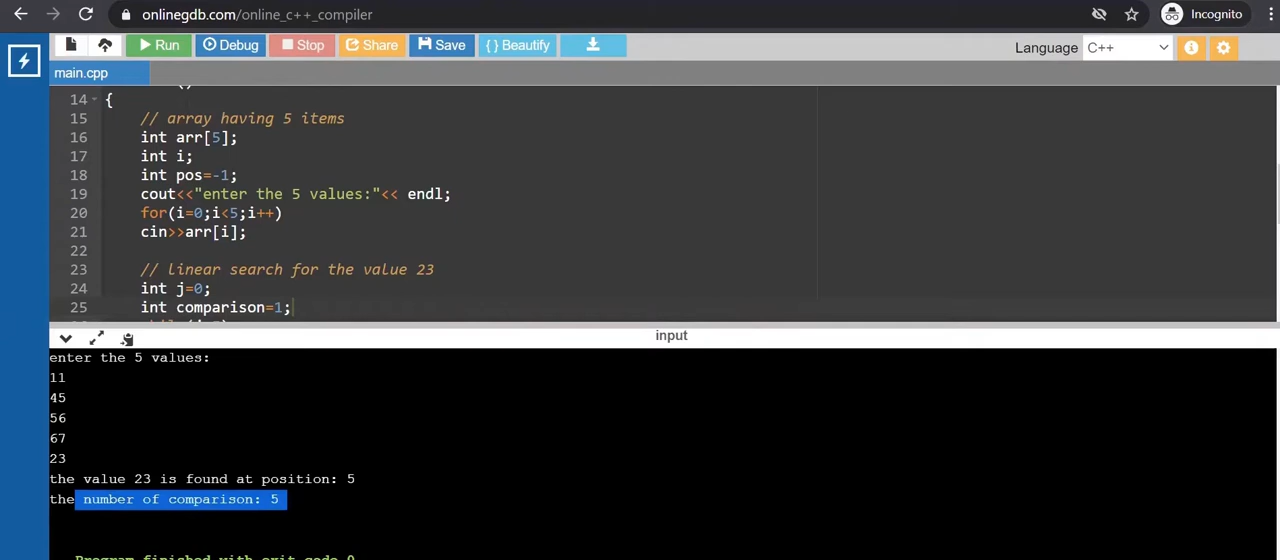 onlinegdb.com/online_c++_compiler
Incognito
Run
Debug
Stop
Share
Save
{ } Beautify
Language
C++
main.cpp
14 {
15 // array having 5 items
16 int arr[5];
17 int i;
18 int pos=-1;
19 cout<<"enter the 5 values:"<< endl;
20 for(i=0;i<5;i++)
21 cin>>arr[i];
22
23 // linear search for the value 23
24 int j=0;
25 int comparison=1;
input
enter the 5 values:
11
45
56
67
23
the value 23 is found at position: 5
the number of comparison: 5
Program finished with exit code 0